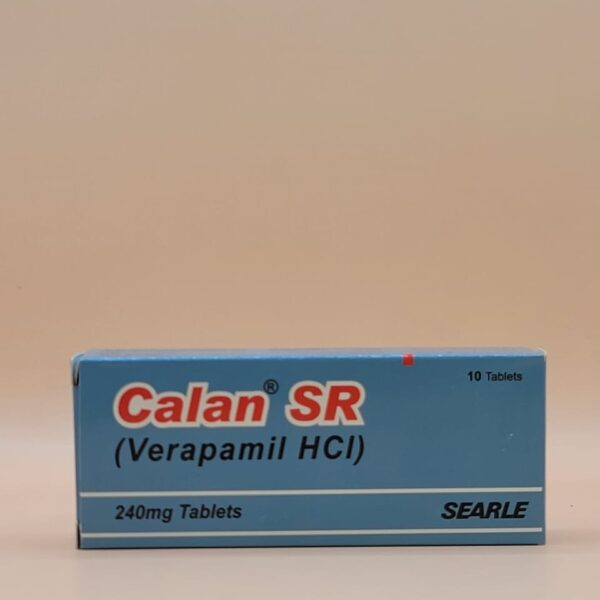 10 Tablets
Calan® SR
(Verapamil HCl)
240mg Tablets
SEARLE